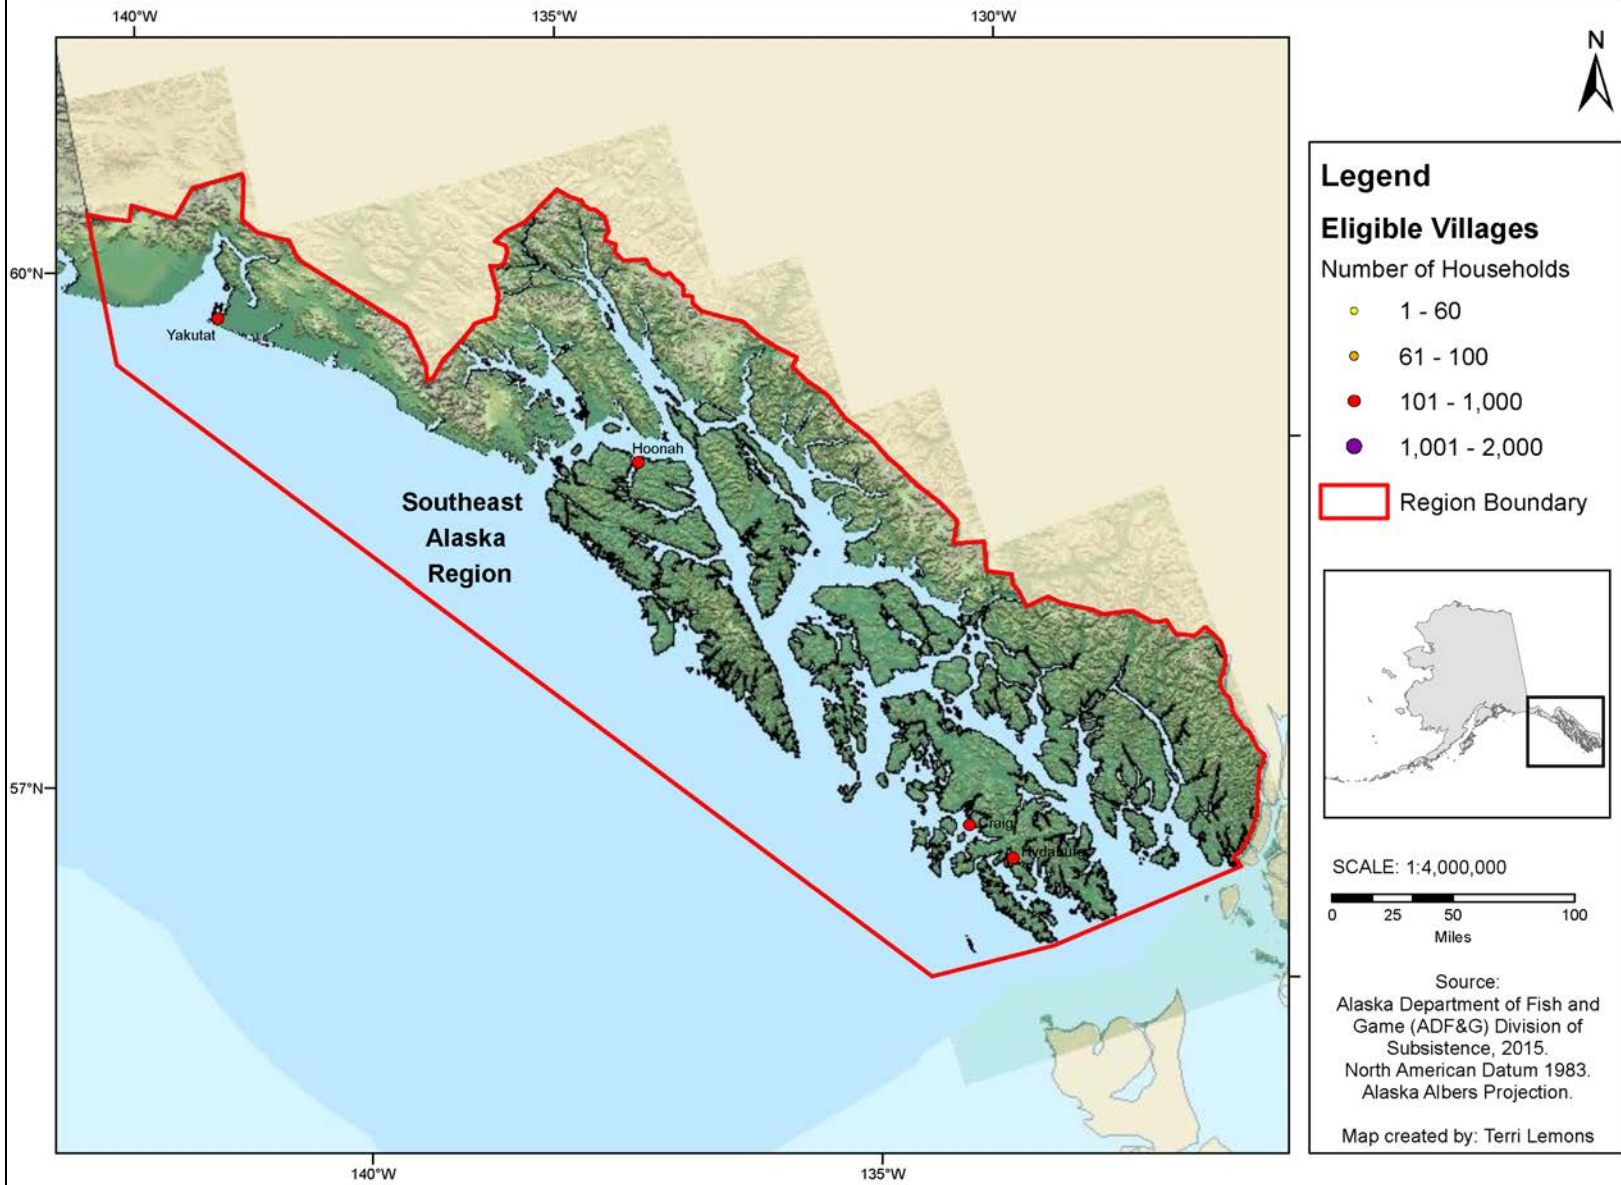 140°W
135°W
130°W
N
60°N
57°N
Yakutat
Hoonah
Southeast
Alaska
Region
Craig
Hydaburg
140°W
135°W
Legend
Eligible Villages
Number of Households
1 - 60
61 - 100
101 - 1,000
1,001 - 2,000
Region Boundary
SCALE: 1:4,000,000
0 25 50 100
Miles
Source:
Alaska Department of Fish and
Game (ADF&G) Division of
Subsistence, 2015.
North American Datum 1983.
Alaska Albers Projection.
Map created by: Terri Lemons